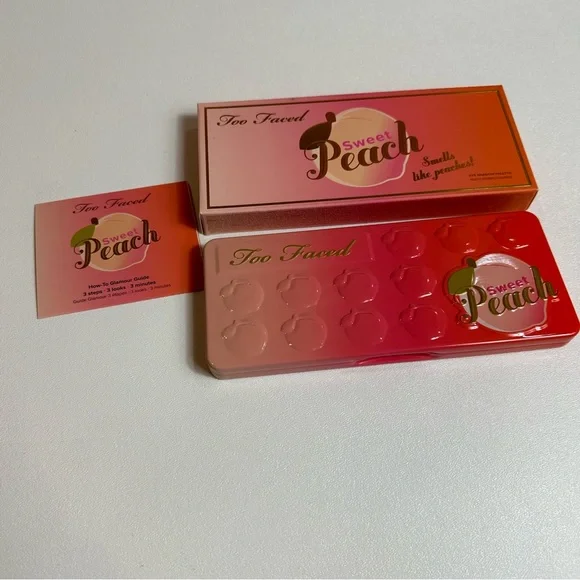 Too Faced
Sweet
Peach
Smells
like peaches!
Too Faced
Sweet
Peach
How-To Glamour Guide
3 steps · 3 looks · 3 minutes
Too Faced
Sweet
Peach